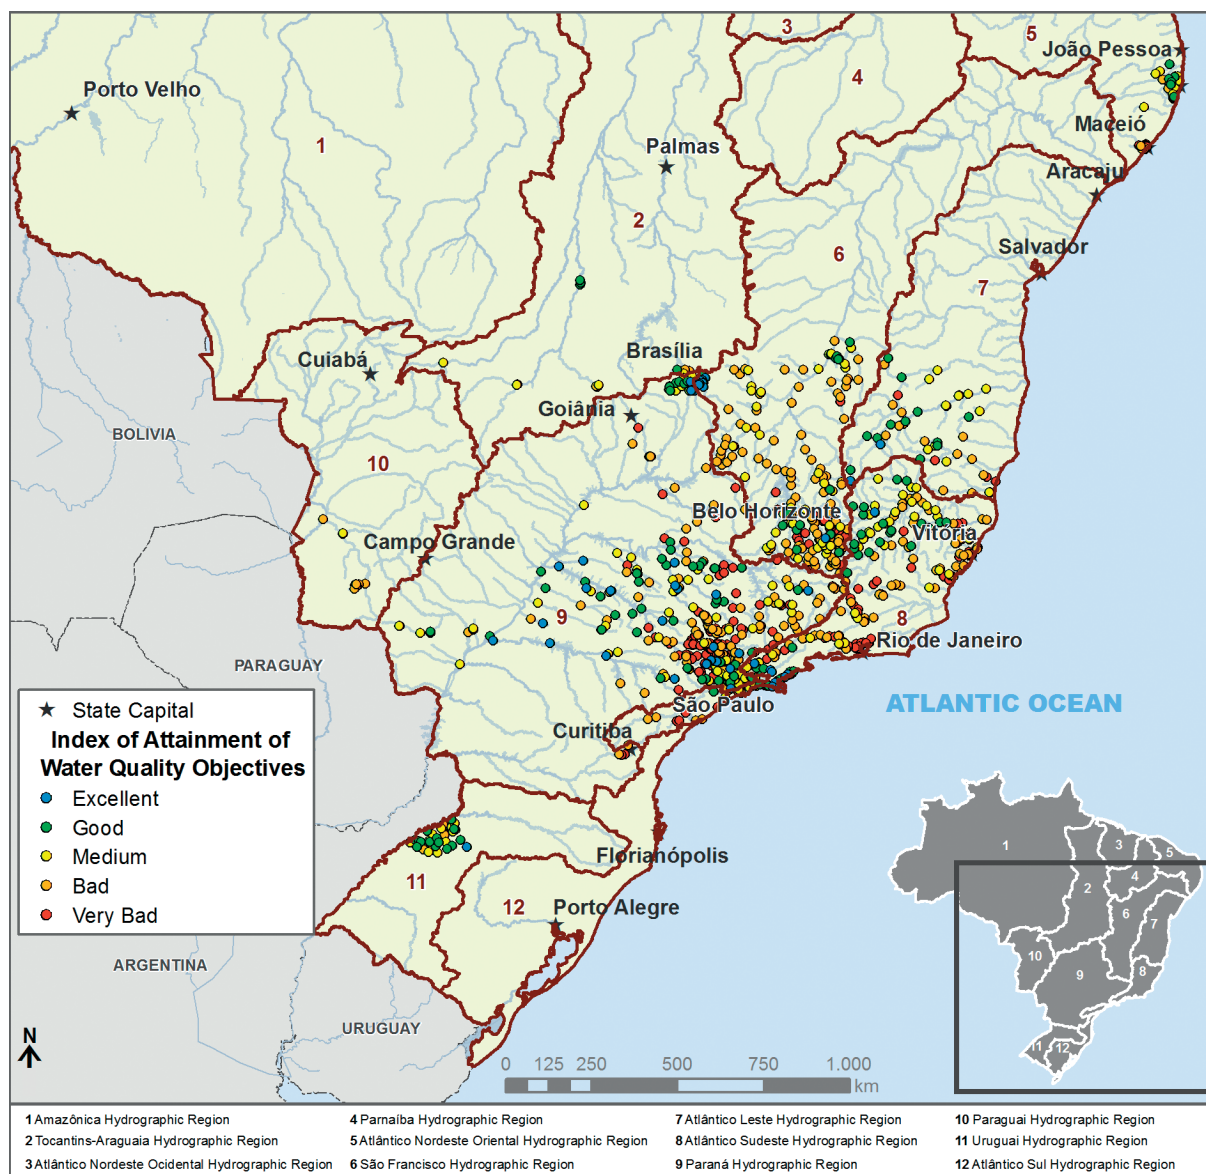 3
5
João Pessoa
4
Porto Velho
Maceió
1
Palmas
Aracaju
2
Salvador
6
7
Brasília
Cuiabá
Goiânia
BOLIVIA
10
Belo Horizonte
Vitória
Campo Grande
9
8
Rio de Janeiro
PARAGUAY
São Paulo
ATLANTIC OCEAN
Curitiba
State Capital
Index of Attainment of
Water Quality Objectives
Excellent
Good
Medium
Bad
Very Bad
Florianópolis
11
12
Porto Alegre
ARGENTINA
URUGUAY
N
0 125 250 500 750 1.000
km
1
3
5
4
2
6
7
10
9
8
11
12
1 Amazônica Hydrographic Region
2 Tocantins-Araguaia Hydrographic Region
3 Atlântico Nordeste Ocidental Hydrographic Region
4 Parnaíba Hydrographic Region
5 Atlântico Nordeste Oriental Hydrographic Region
6 São Francisco Hydrographic Region
7 Atlântico Leste Hydrographic Region
8 Atlântico Sudeste Hydrographic Region
9 Paraná Hydrographic Region
10 Paraguai Hydrographic Region
11 Uruguai Hydrographic Region
12 Atlântico Sul Hydrographic Region